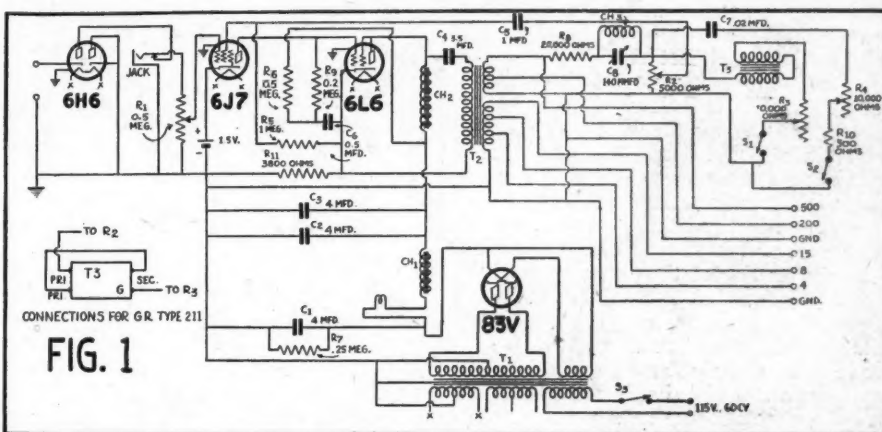 6H6
JACK
R1
0.5
MEG.
6J7
1.5V.
R6
0.5
MEG.
R9
0.2
MEG.
6L6
R5
1 MEG.
C6
0.5
MFD.
R11
3800 OHMS
CH2
C4 3.5
MFD.
T2
C5
.1 MFD
R8
25,000 OHMS
CH3
C8
140 MMFD
R2
5000 OHMS
C7 .02 MFD.
T3
R3
10,000
OHMS
R4
10,000
OHMS
R10
500
OHMS
S1
S2
500
200
GND
15
8
4
GND.
C3 4 MFD.
C2 4 MFD.
CH1
C1 4 MFD.
R7
.25 MEG.
83V
T1
S3
115V., 60CY
TO R2
T3
PRI
PRI
SEC.
G
TO R3
CONNECTIONS FOR G.R. TYPE 211
FIG. 1